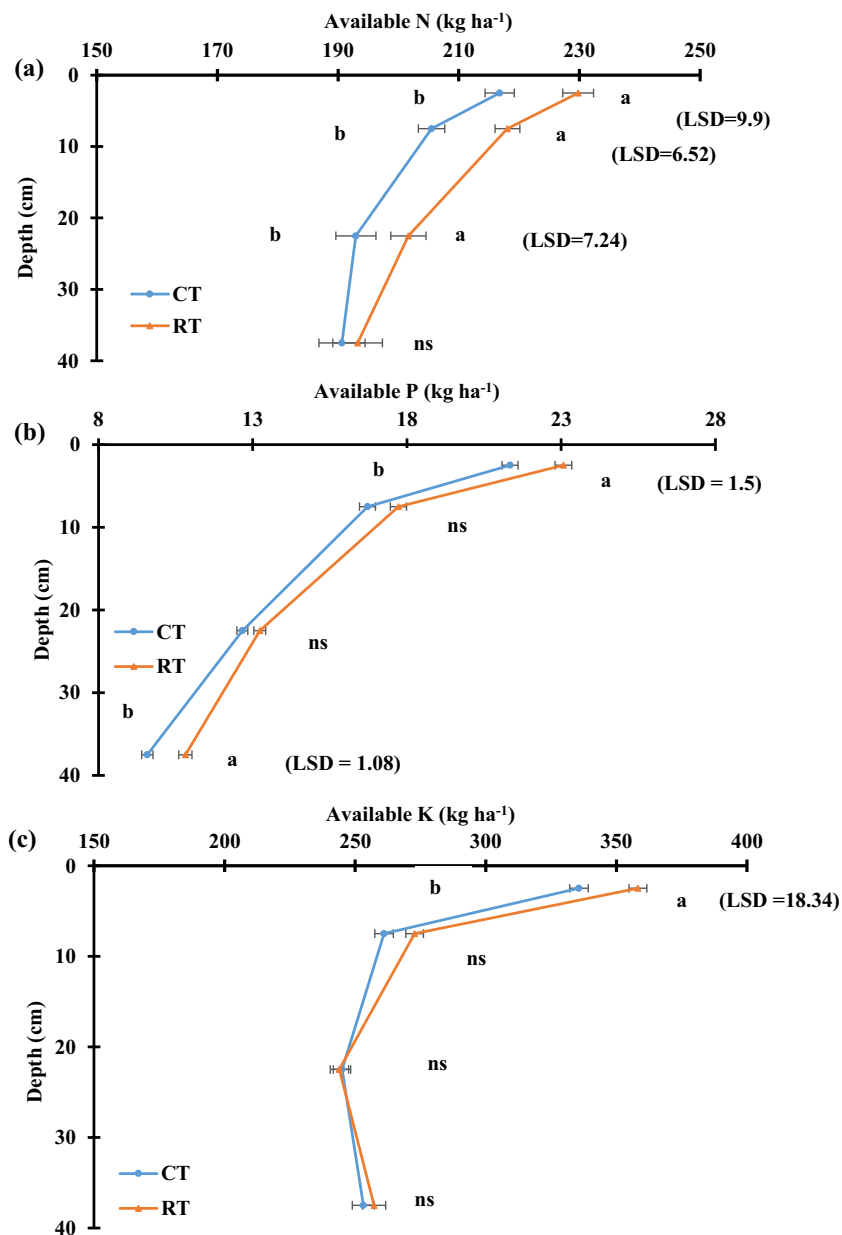 Available N (kg ha⁻¹)
150 170 190 210 230 250
(a)
0
b a
(LSD=9.9)
b a
(LSD=6.52)
10
20
b a (LSD=7.24)
Depth (cm)
30
CT
RT
ns
40
Available P (kg ha⁻¹)
8 13 18 23 28
(b)
0
b a (LSD = 1.5)
ns
10
20
ns
Depth (cm)
CT
RT
30
b
a (LSD = 1.08)
40
Available K (kg ha⁻¹)
(c)
150 200 250 300 350 400
0
b a (LSD =18.34)
10
ns
20
ns
Depth (cm)
30
CT
ns
RT
40